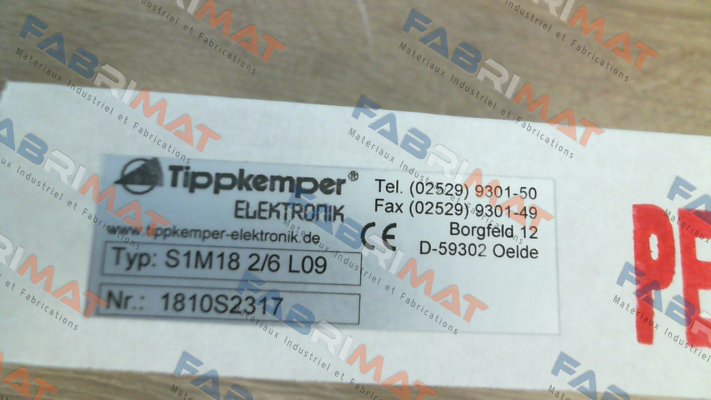 Tippkemper®
ELEKTRONIK
www.tippkemper-elektronik.de
Tel. (02529) 9301-50
Fax (02529) 9301-49
Borgfeld 12
D-59302 Oelde
CE
Typ: S1M18 2/6 L09
Nr.: 1810S2317
PE
FABRIMAT
Materiaux Industriel et Fabrications